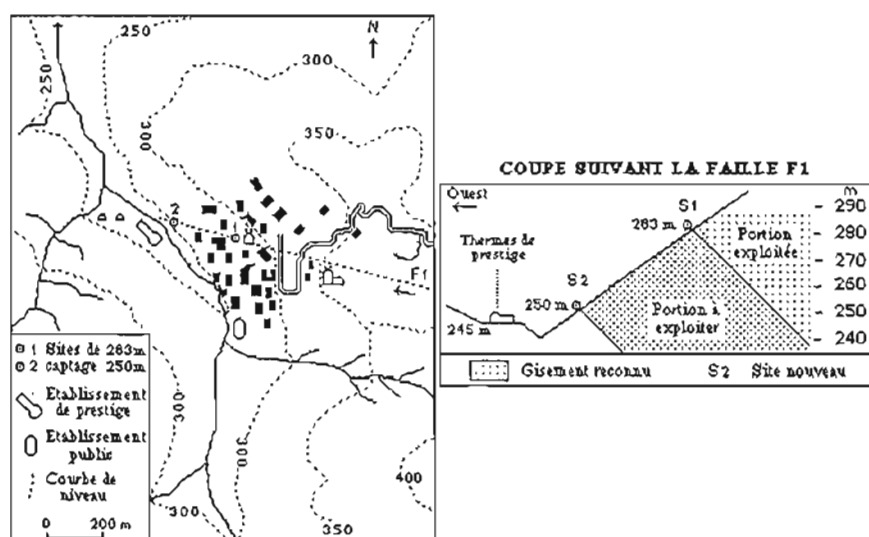 N
250
300
250
300
350
2
1
F1
1 Sites de 283m
2 captage 250m
Etablissement
de prestige
Etablissement
public
Courbe de
niveau
0 200 m
300
300
300
350
400
COUPE SUIVANT LA FAILLE F1
Ouest
m
S1
290
283 m
Portion
exploitée
280
Thermes de
prestige
270
S2
260
250 m
Portion à
exploiter
250
245 m
240
Gisement reconnu S2 Site nouveau